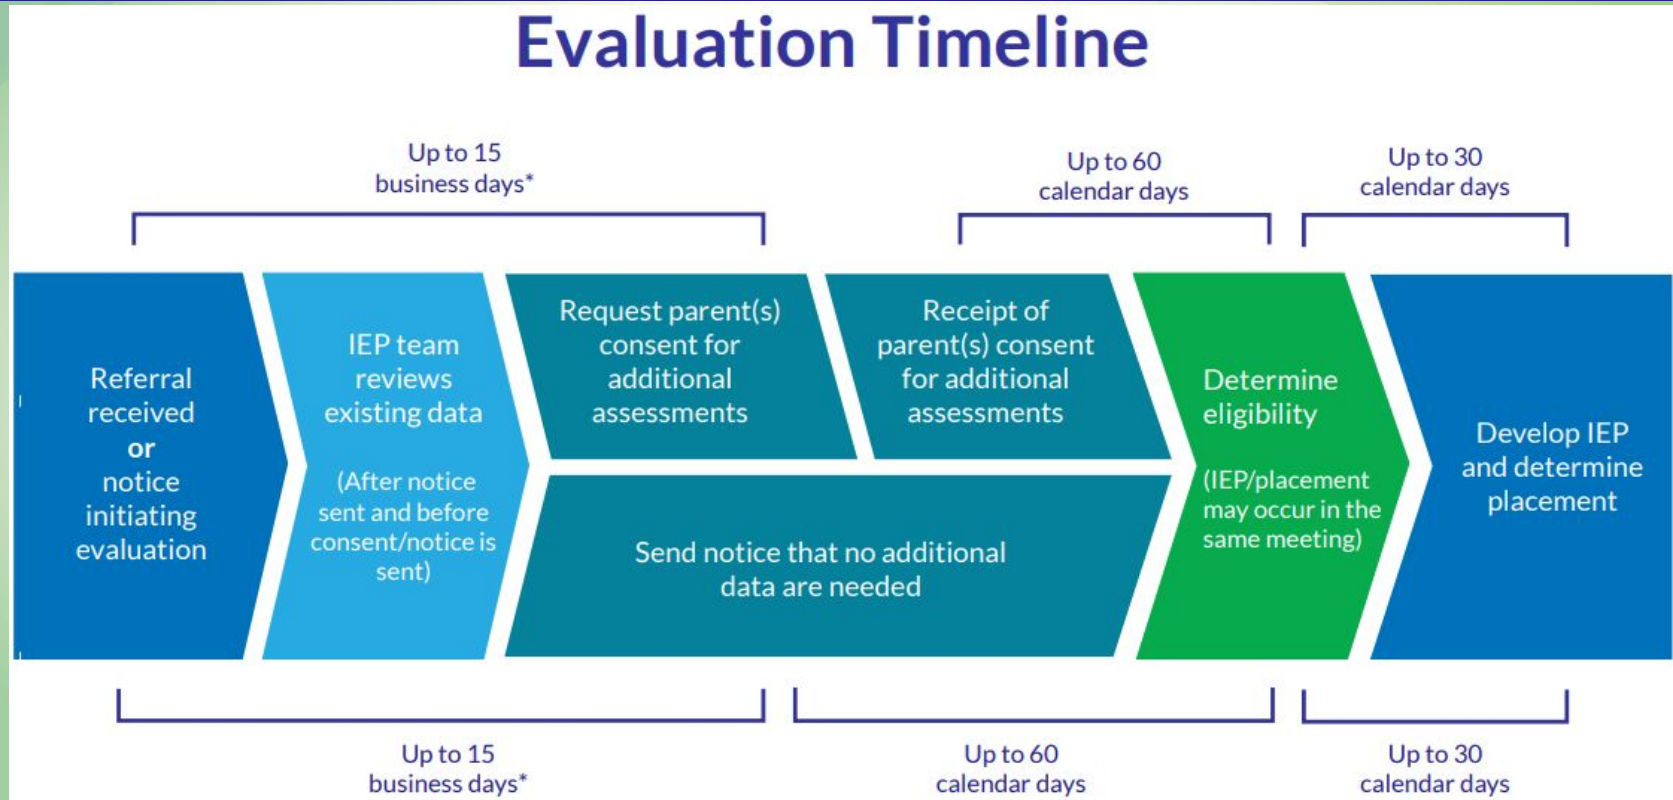 Evaluation Timeline
Up to 15
business days*
Up to 60
calendar days
Up to 30
calendar days
Referral
received
or
notice
initiating
evaluation
IEP team
reviews
existing data
(After notice
sent and before
consent/notice is
sent)
Request parent(s)
consent for
additional
assessments
Receipt of
parent(s) consent
for additional
assessments
Send notice that no additional
data are needed
Determine
eligibility
(IEP/placement
may occur in the
same meeting)
Develop IEP
and determine
placement
Up to 15
business days*
Up to 60
calendar days
Up to 30
calendar days